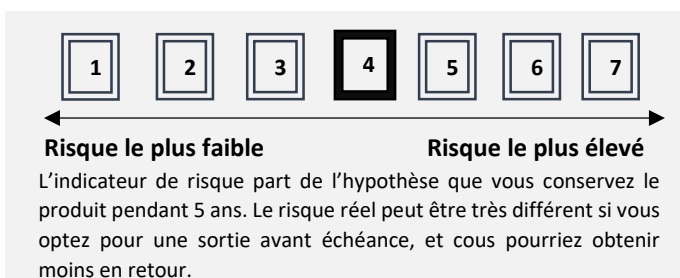 1 2 3 4 5 6 7
Risque le plus faible Risque le plus élevé
L’indicateur de risque part de l’hypothèse que vous conservez le
produit pendant 5 ans. Le risque réel peut être très différent si vous
optez pour une sortie avant échéance, et cous pourriez obtenir
moins en retour.